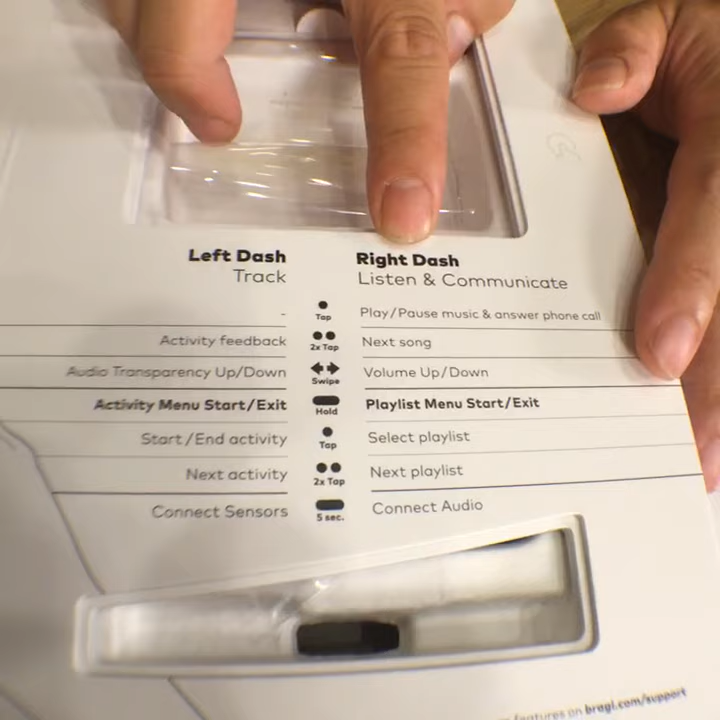 Left Dash Right Dash
Track Listen & Communicate
- Tap Play/Pause music & answer phone call
Activity feedback 2x Tap Next song
Audio Transparency Up/Down Swipe Volume Up/Down
Activity Menu Start/Exit Hold Playlist Menu Start/Exit
Start/End activity Tap Select playlist
Next activity 2x Tap Next playlist
Connect Sensors 5 sec. Connect Audio
features on bragi.com/support